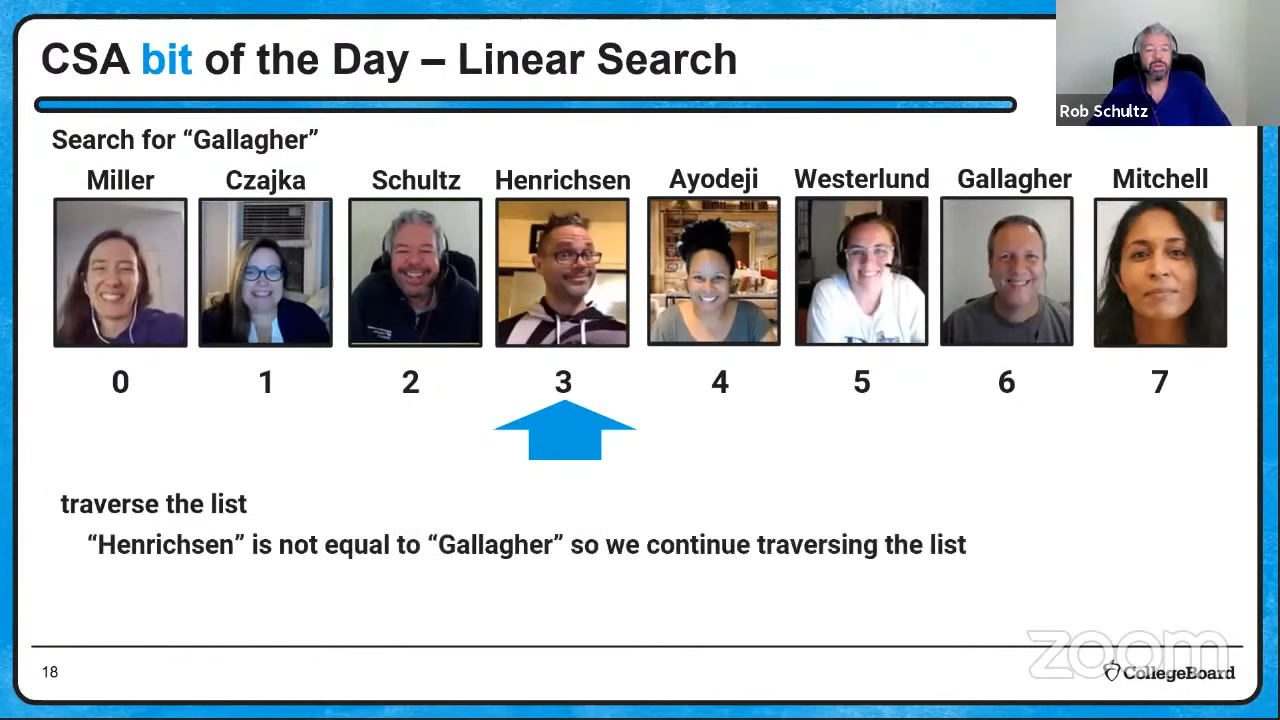 CSA bit of the Day – Linear Search
Rob Schultz
Search for “Gallagher”
Miller Czajka Schultz Henrichsen Ayodeji Westerlund Gallagher Mitchell
0 1 2 3 4 5 6 7
traverse the list
“Henrichsen” is not equal to “Gallagher” so we continue traversing the list
zoom
18
CollegeBoard